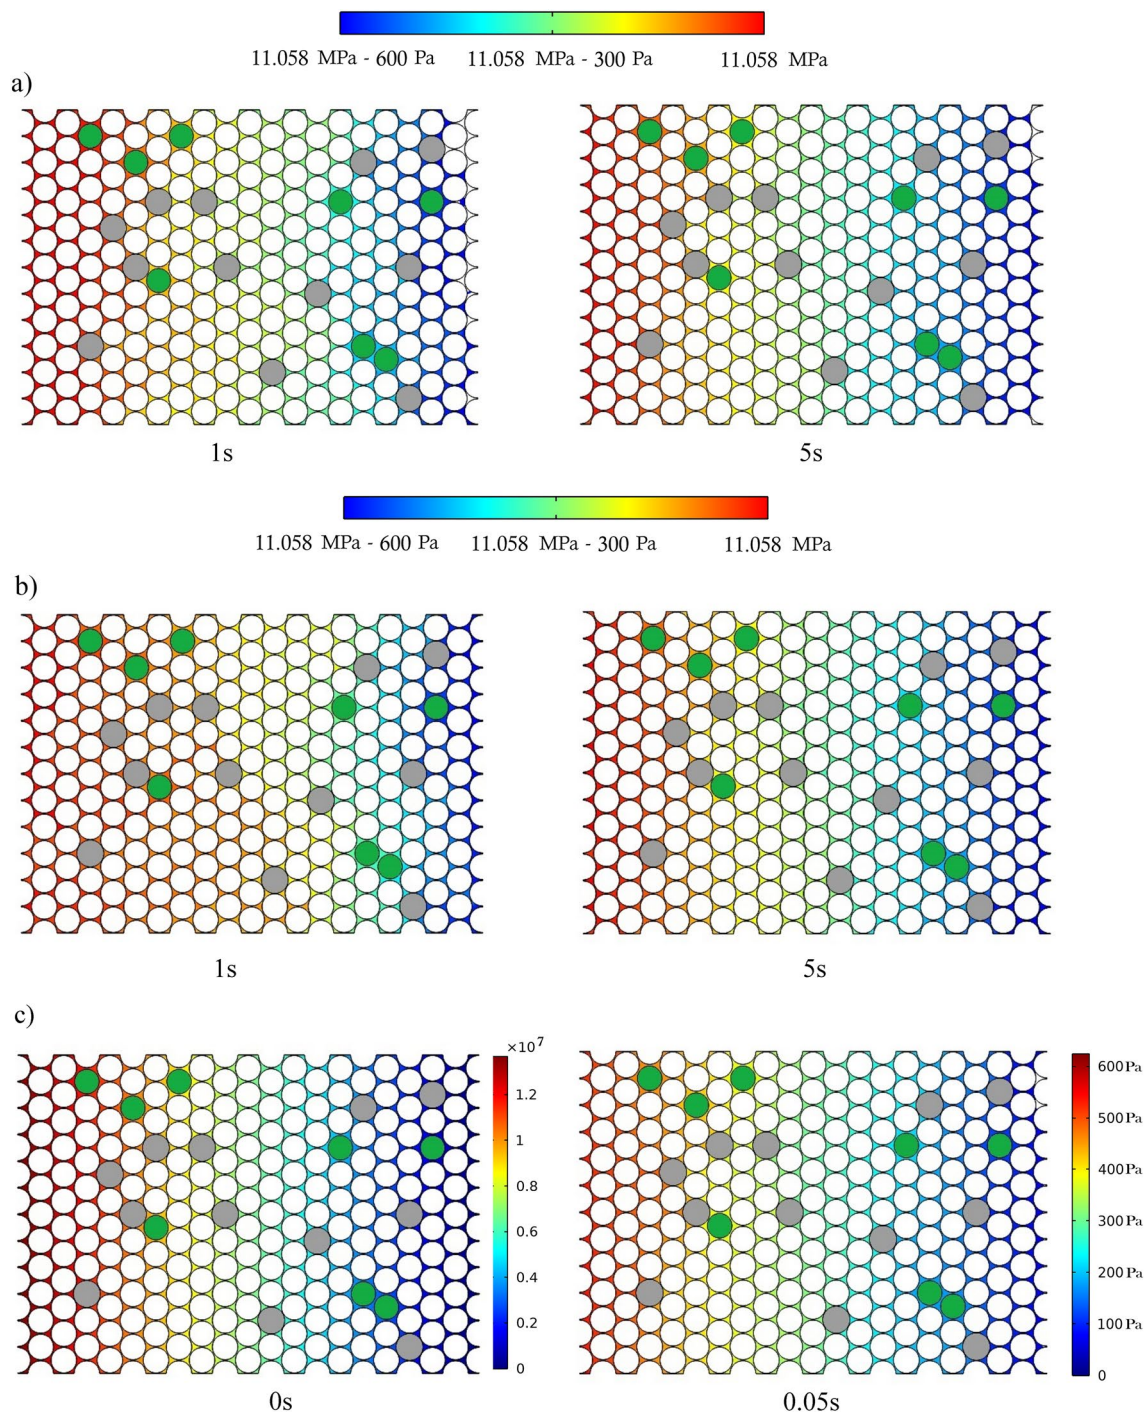 11.058 MPa - 600 Pa 11.058 MPa - 300 Pa 11.058 MPa
a)
1s 5s
11.058 MPa - 600 Pa 11.058 MPa - 300 Pa 11.058 MPa
b)
1s 5s
c)
×10⁷
1.2
1
0.8
0.6
0.4
0.2
0
600 Pa
500 Pa
400 Pa
300 Pa
200 Pa
100 Pa
0
0s 0.05s